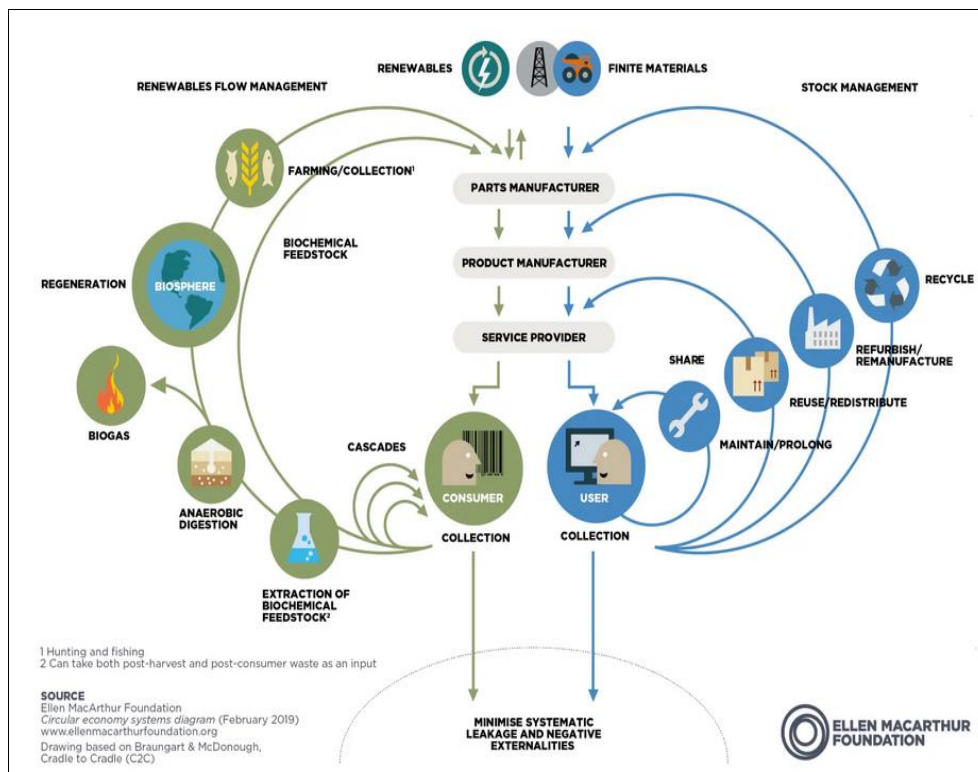 RENEWABLES
FINITE MATERIALS
RENEWABLES FLOW MANAGEMENT
STOCK MANAGEMENT
FARMING/COLLECTION¹
PARTS MANUFACTURER
BIOCHEMICAL
FEEDSTOCK
PRODUCT MANUFACTURER
REGENERATION
BIOSPHERE
RECYCLE
SERVICE PROVIDER
SHARE
REFURBISH/
REMANUFACTURE
REUSE/REDISTRIBUTE
BIOGAS
CASCADES
MAINTAIN/PROLONG
CONSUMER
USER
ANAEROBIC
DIGESTION
COLLECTION
COLLECTION
EXTRACTION OF
BIOCHEMICAL
FEEDSTOCK²
1 Hunting and fishing
2 Can take both post-harvest and post-consumer waste as an input
SOURCE
Ellen MacArthur Foundation
Circular economy systems diagram (February 2019)
www.ellenmacarthurfoundation.org
Drawing based on Braungart & McDonough,
Cradle to Cradle (C2C)
MINIMISE SYSTEMATIC
LEAKAGE AND NEGATIVE
EXTERNALITIES
ELLEN MACARTHUR
FOUNDATION